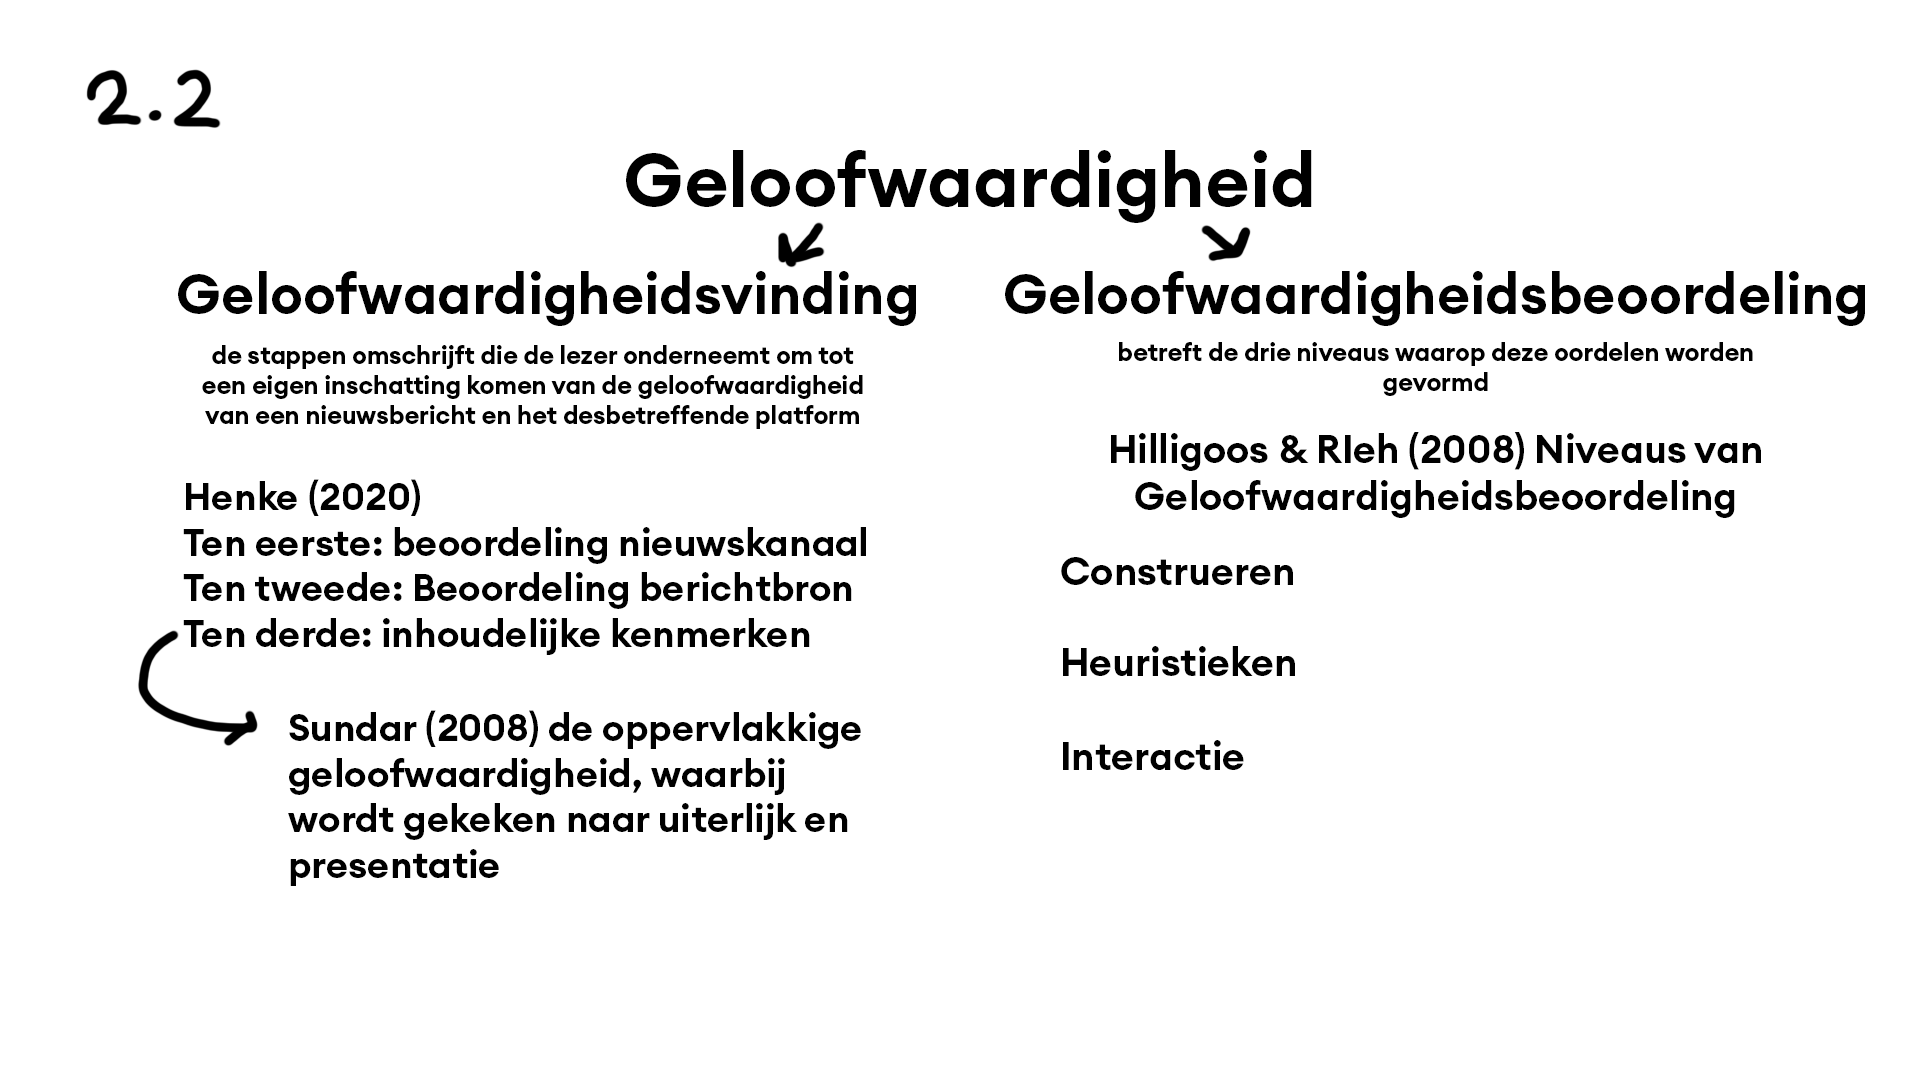 2.2
Geloofwaardigheid
Geloofwaardigheidsvinding
de stappen omschrijft die de lezer onderneemt om tot
een eigen inschatting komen van de geloofwaardigheid
van een nieuwsbericht en het desbetreffende platform
Henke (2020)
Ten eerste: beoordeling nieuwskanaal
Ten tweede: Beoordeling berichtbron
Ten derde: inhoudelijke kenmerken
Sundar (2008) de oppervlakkige
geloofwaardigheid, waarbij
wordt gekeken naar uiterlijk en
presentatie
Geloofwaardigheidsbeoordeling
betreft de drie niveaus waarop deze oordelen worden
gevormd
Hilligoos & RIeh (2008) Niveaus van
Geloofwaardigheidsbeoordeling
Construeren
Heuristieken
Interactie